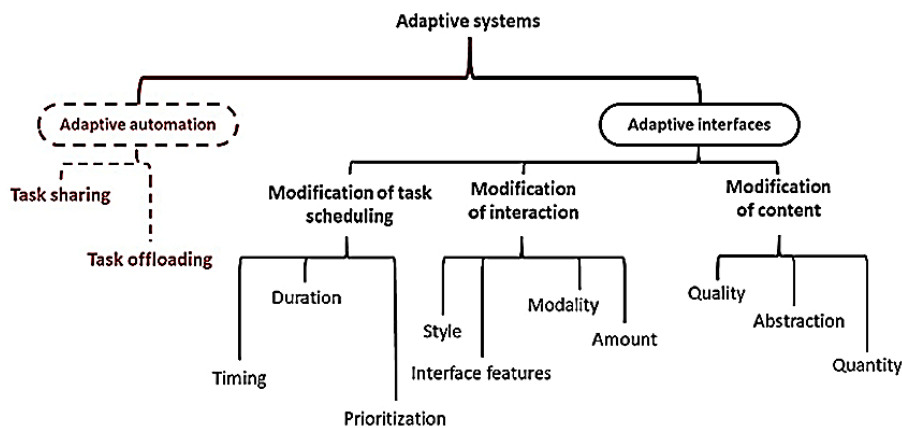 Adaptive systems
Adaptive automation
Adaptive interfaces
Task sharing
Task offloading
Modification of task
scheduling
Modification
of interaction
Modification
of content
Timing
Duration
Prioritization
Style
Interface features
Modality
Amount
Quality
Abstraction
Quantity